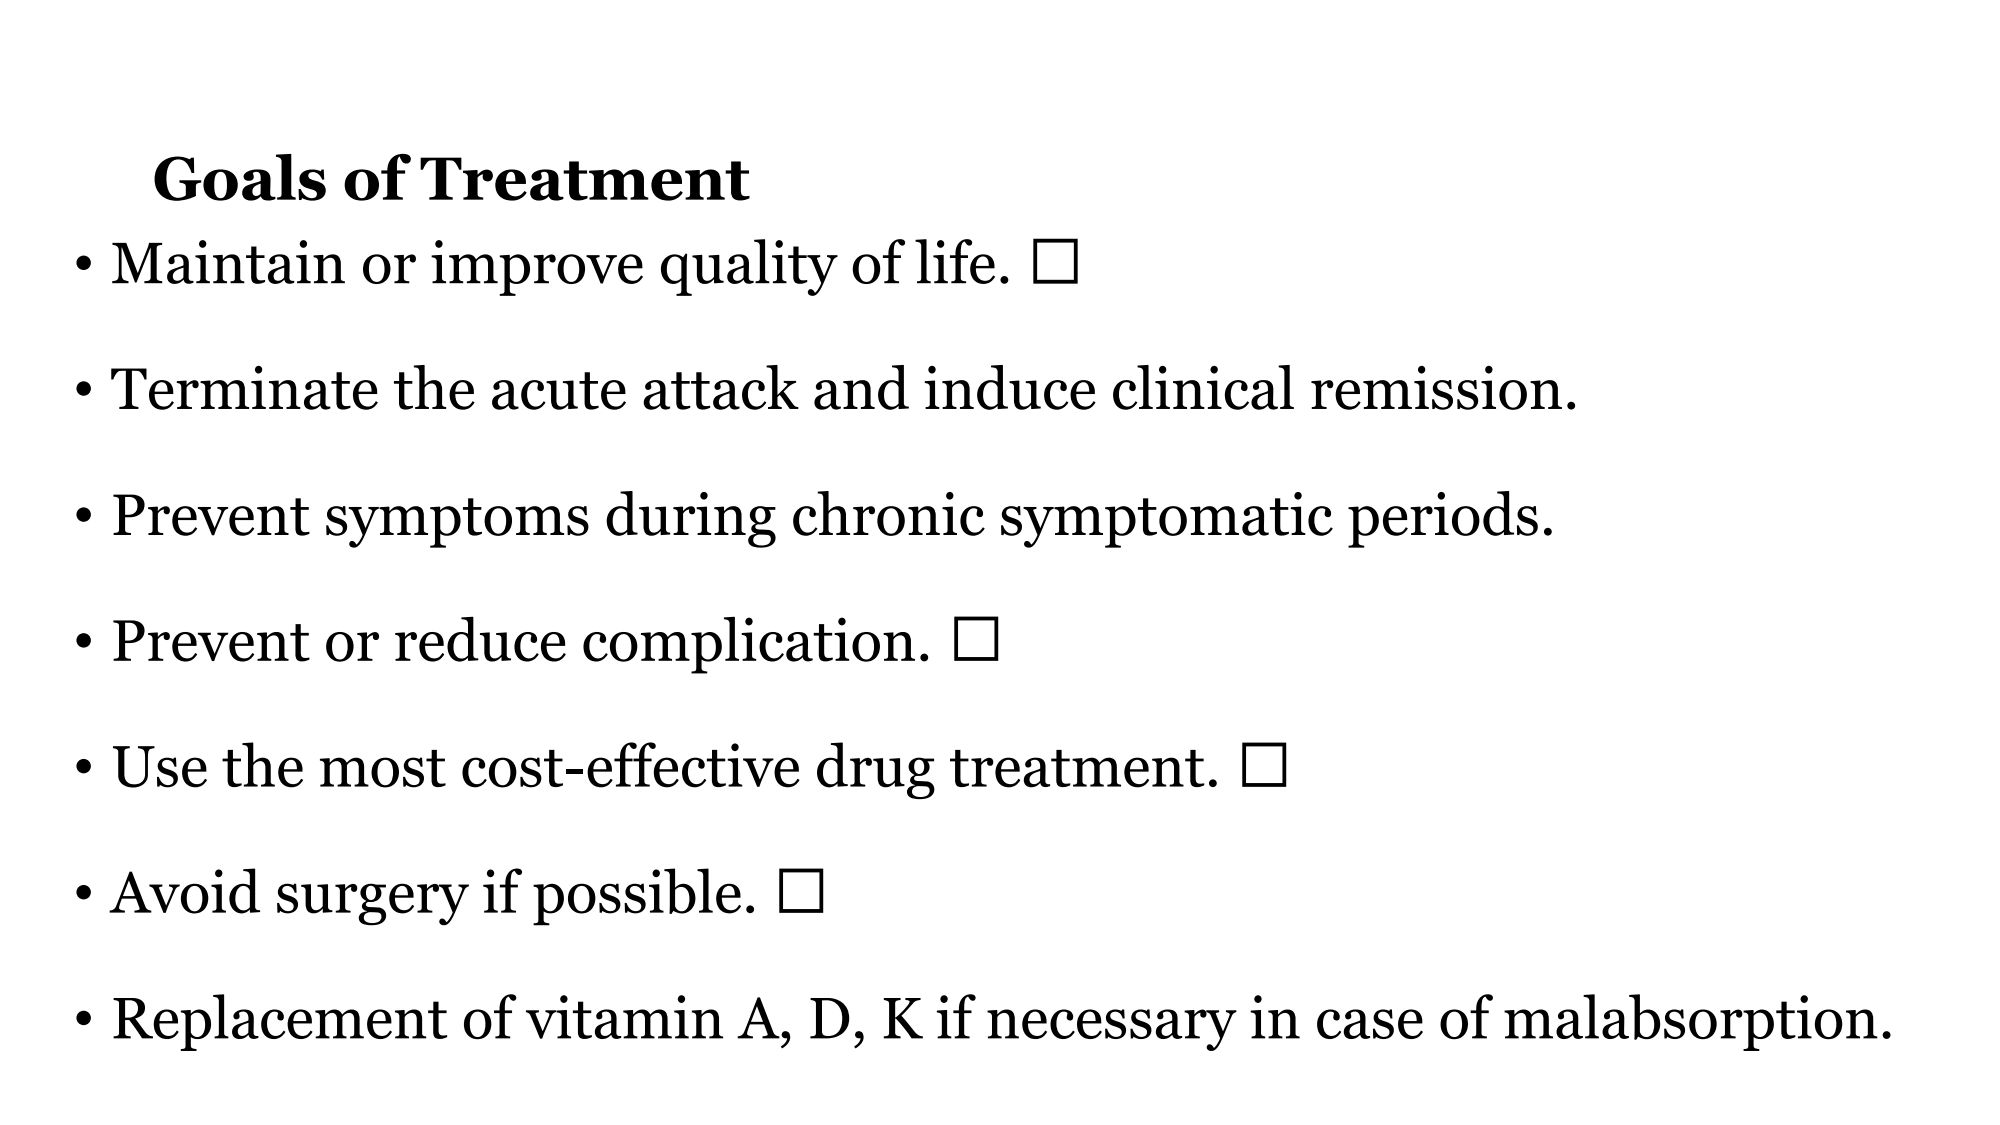 Goals of Treatment
• Maintain or improve quality of life. □
• Terminate the acute attack and induce clinical remission.
• Prevent symptoms during chronic symptomatic periods.
• Prevent or reduce complication. □
• Use the most cost-effective drug treatment. □
• Avoid surgery if possible. □
• Replacement of vitamin A, D, K if necessary in case of malabsorption.